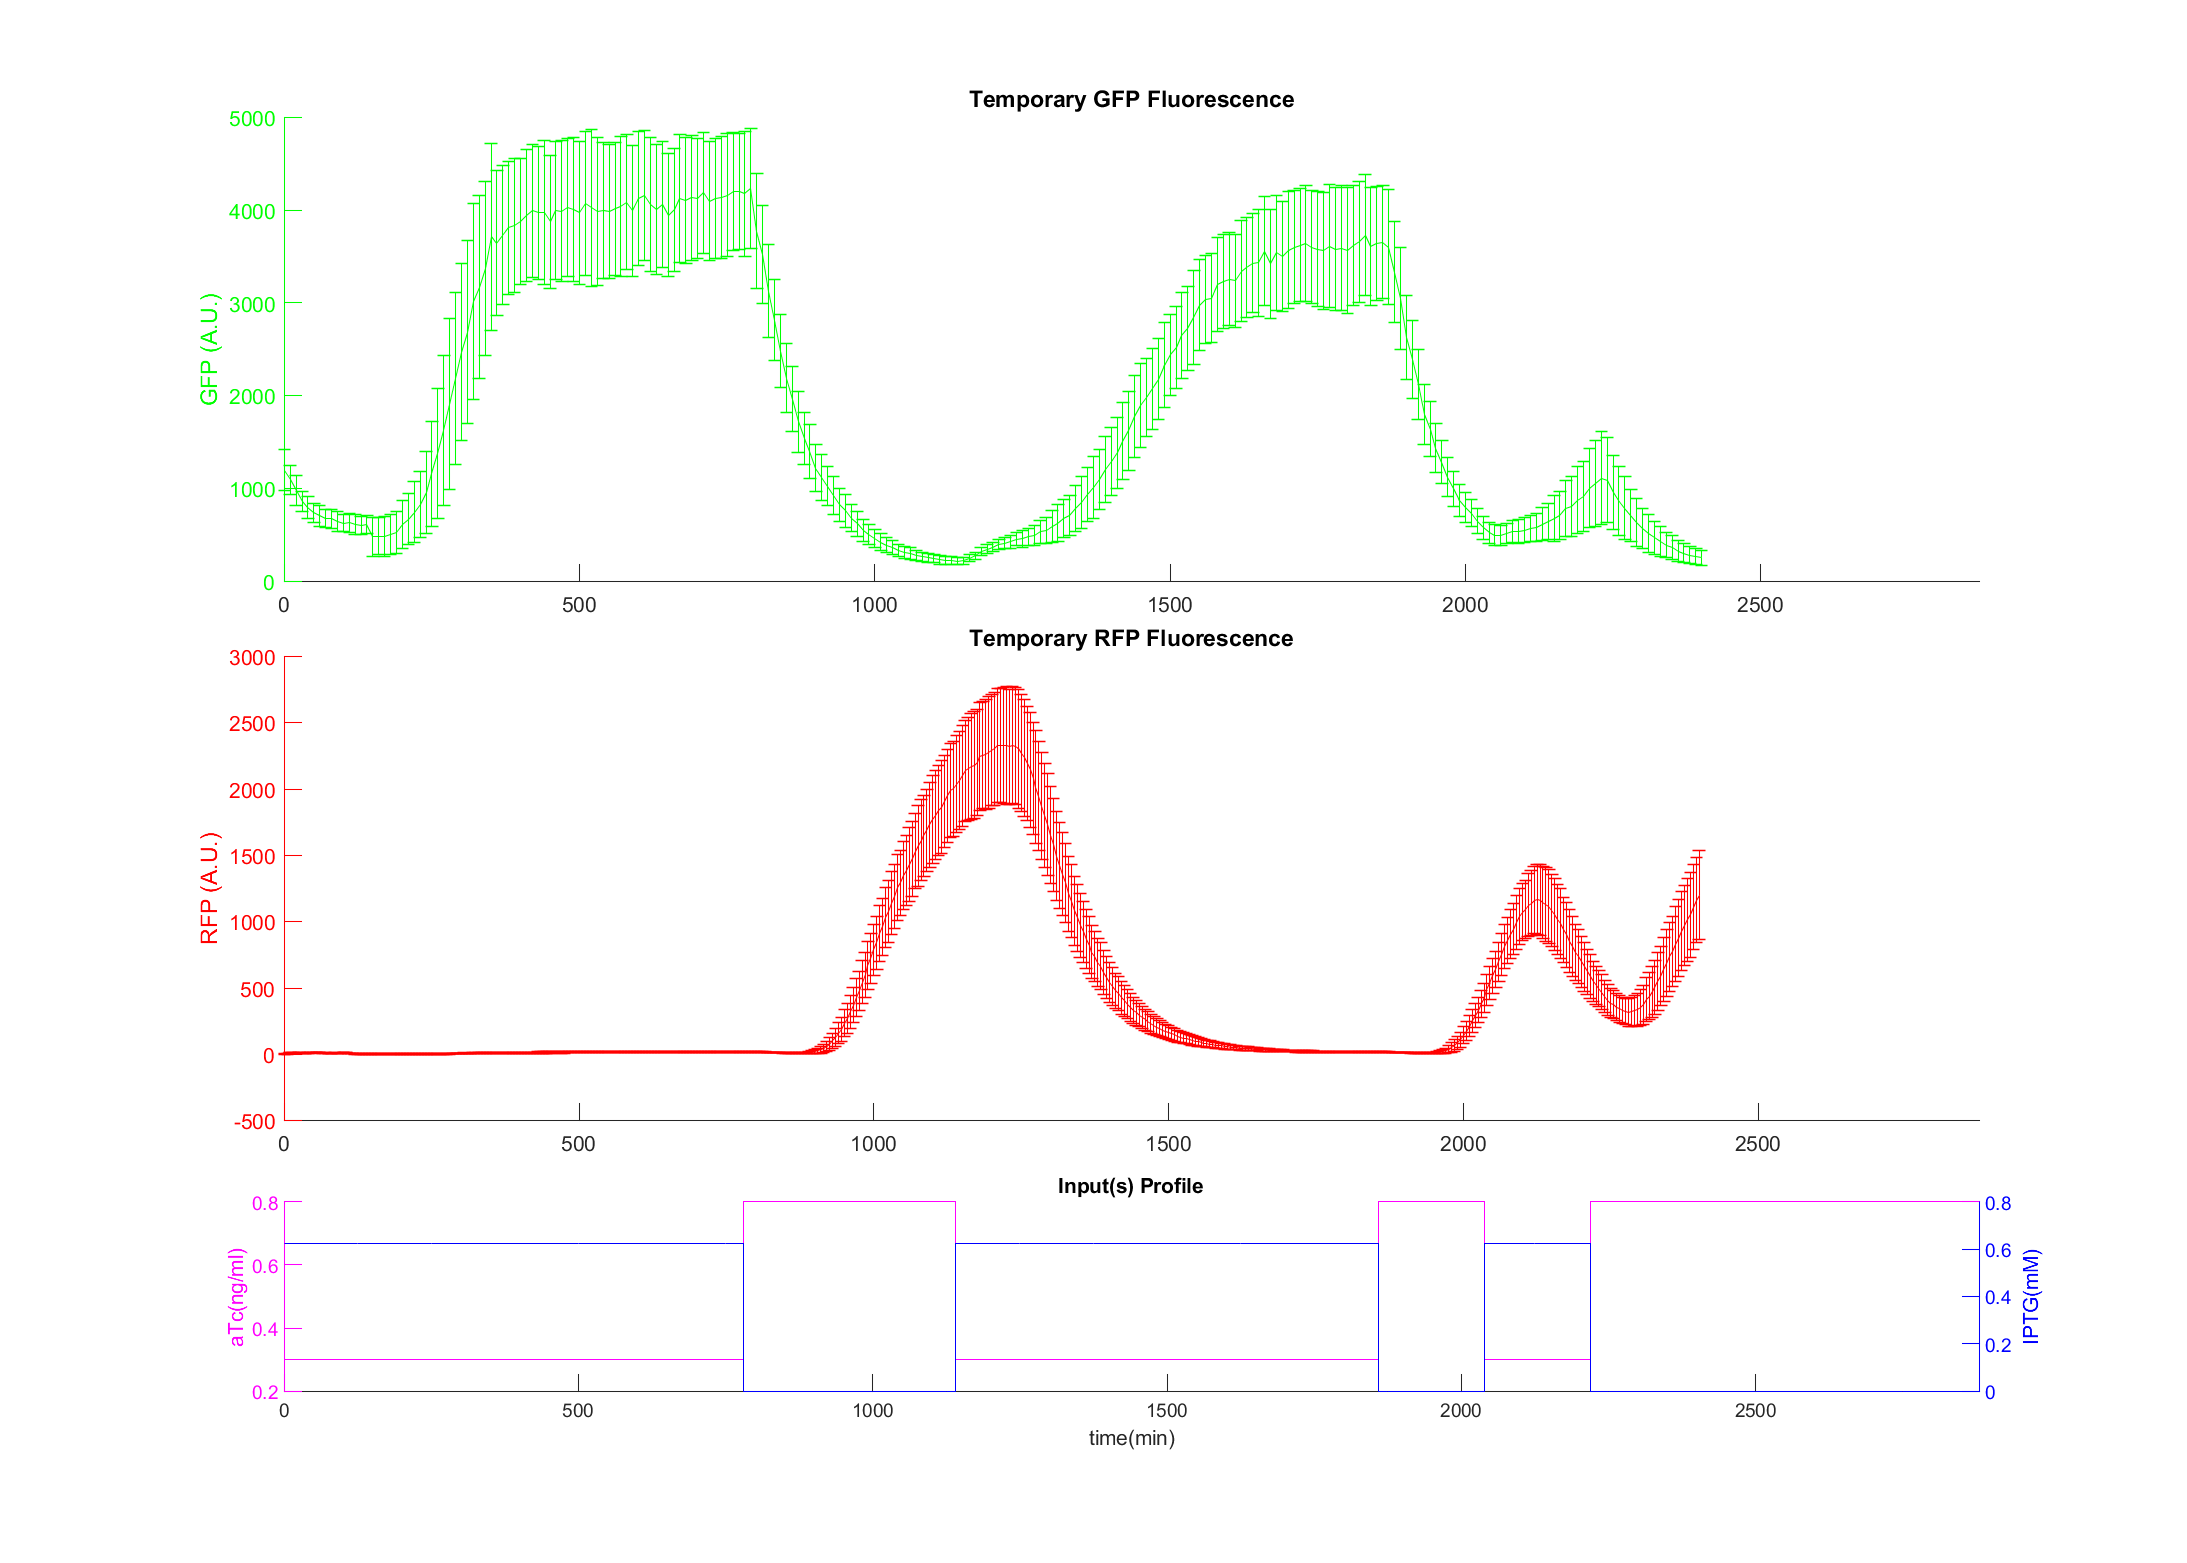 Temporary GFP Fluorescence
5000
4000
3000
2000
1000
0
GFP (A.U.)
0 500 1000 1500 2000 2500
Temporary RFP Fluorescence
3000
2500
2000
1500
1000
500
0
-500
RFP (A.U.)
0 500 1000 1500 2000 2500
Input(s) Profile
0.8
0.6
0.4
0.2
aTc(ng/ml)
0.8
0.6
0.4
0.2
0
IPTG(mM)
0 500 1000 1500 2000 2500
time(min)